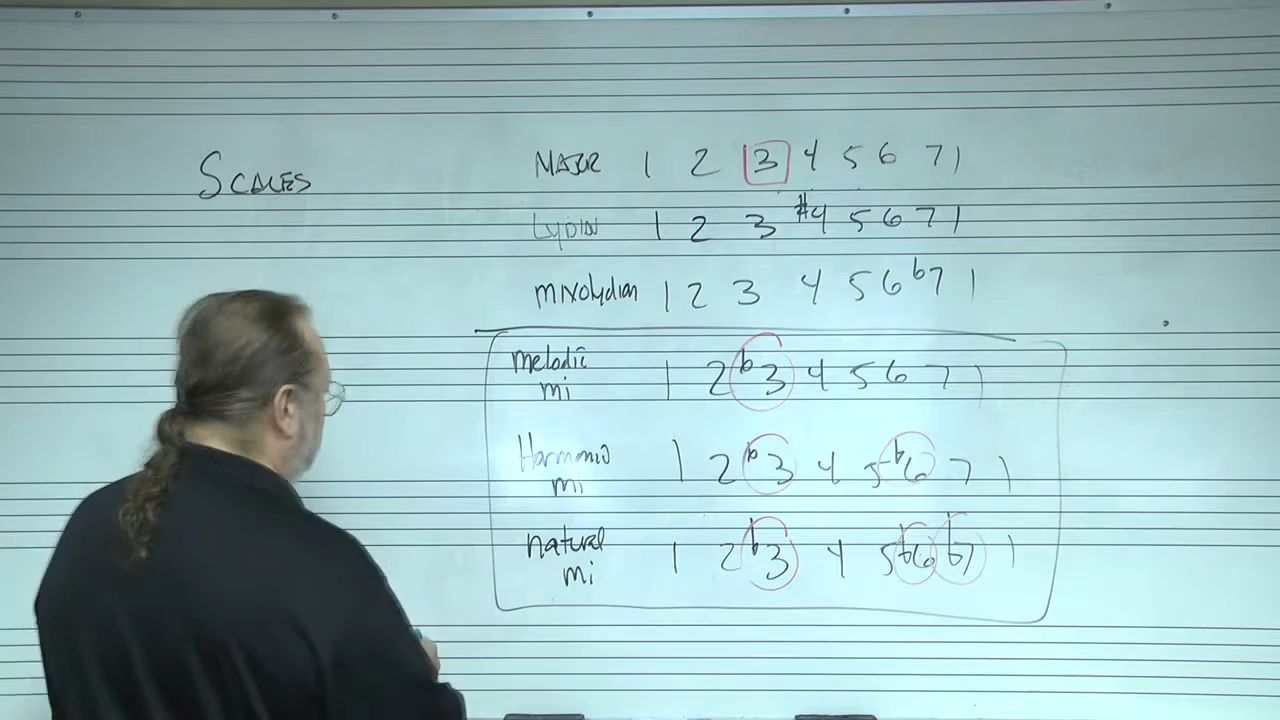 SCALES
MAJOR 1 2 3 4 5 6 7 1
Lydian 1 2 3 #4 5 6 7 1
mixolydian 1 2 3 4 5 6 b7 1
melodic mi 1 2 b3 4 5 6 7 1
Harmonic mi 1 2 b3 4 5 b6 7 1
natural mi 1 2 b3 4 5 b6 b7 1